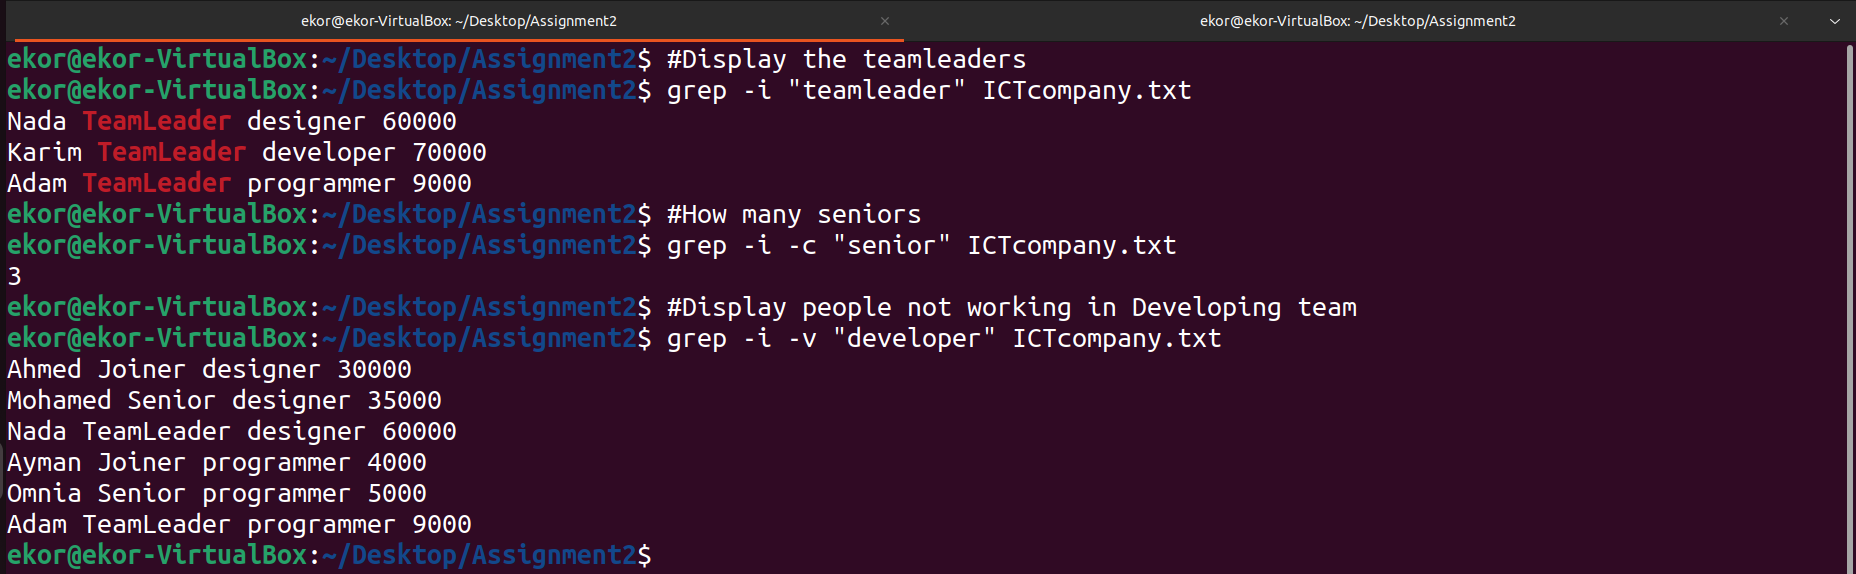 ekor@ekor-VirtualBox: ~/Desktop/Assignment2 × ekor@ekor-VirtualBox: ~/Desktop/Assignment2 ×
ekor@ekor-VirtualBox:~/Desktop/Assignment2$ #Display the teamleaders
ekor@ekor-VirtualBox:~/Desktop/Assignment2$ grep -i "teamleader" ICTcompany.txt
Nada TeamLeader designer 60000
Karim TeamLeader developer 70000
Adam TeamLeader programmer 9000
ekor@ekor-VirtualBox:~/Desktop/Assignment2$ #How many seniors
ekor@ekor-VirtualBox:~/Desktop/Assignment2$ grep -i -c "senior" ICTcompany.txt
3
ekor@ekor-VirtualBox:~/Desktop/Assignment2$ #Display people not working in Developing team
ekor@ekor-VirtualBox:~/Desktop/Assignment2$ grep -i -v "developer" ICTcompany.txt
Ahmed Joiner designer 30000
Mohamed Senior designer 35000
Nada TeamLeader designer 60000
Ayman Joiner programmer 4000
Omnia Senior programmer 5000
Adam TeamLeader programmer 9000
ekor@ekor-VirtualBox:~/Desktop/Assignment2$